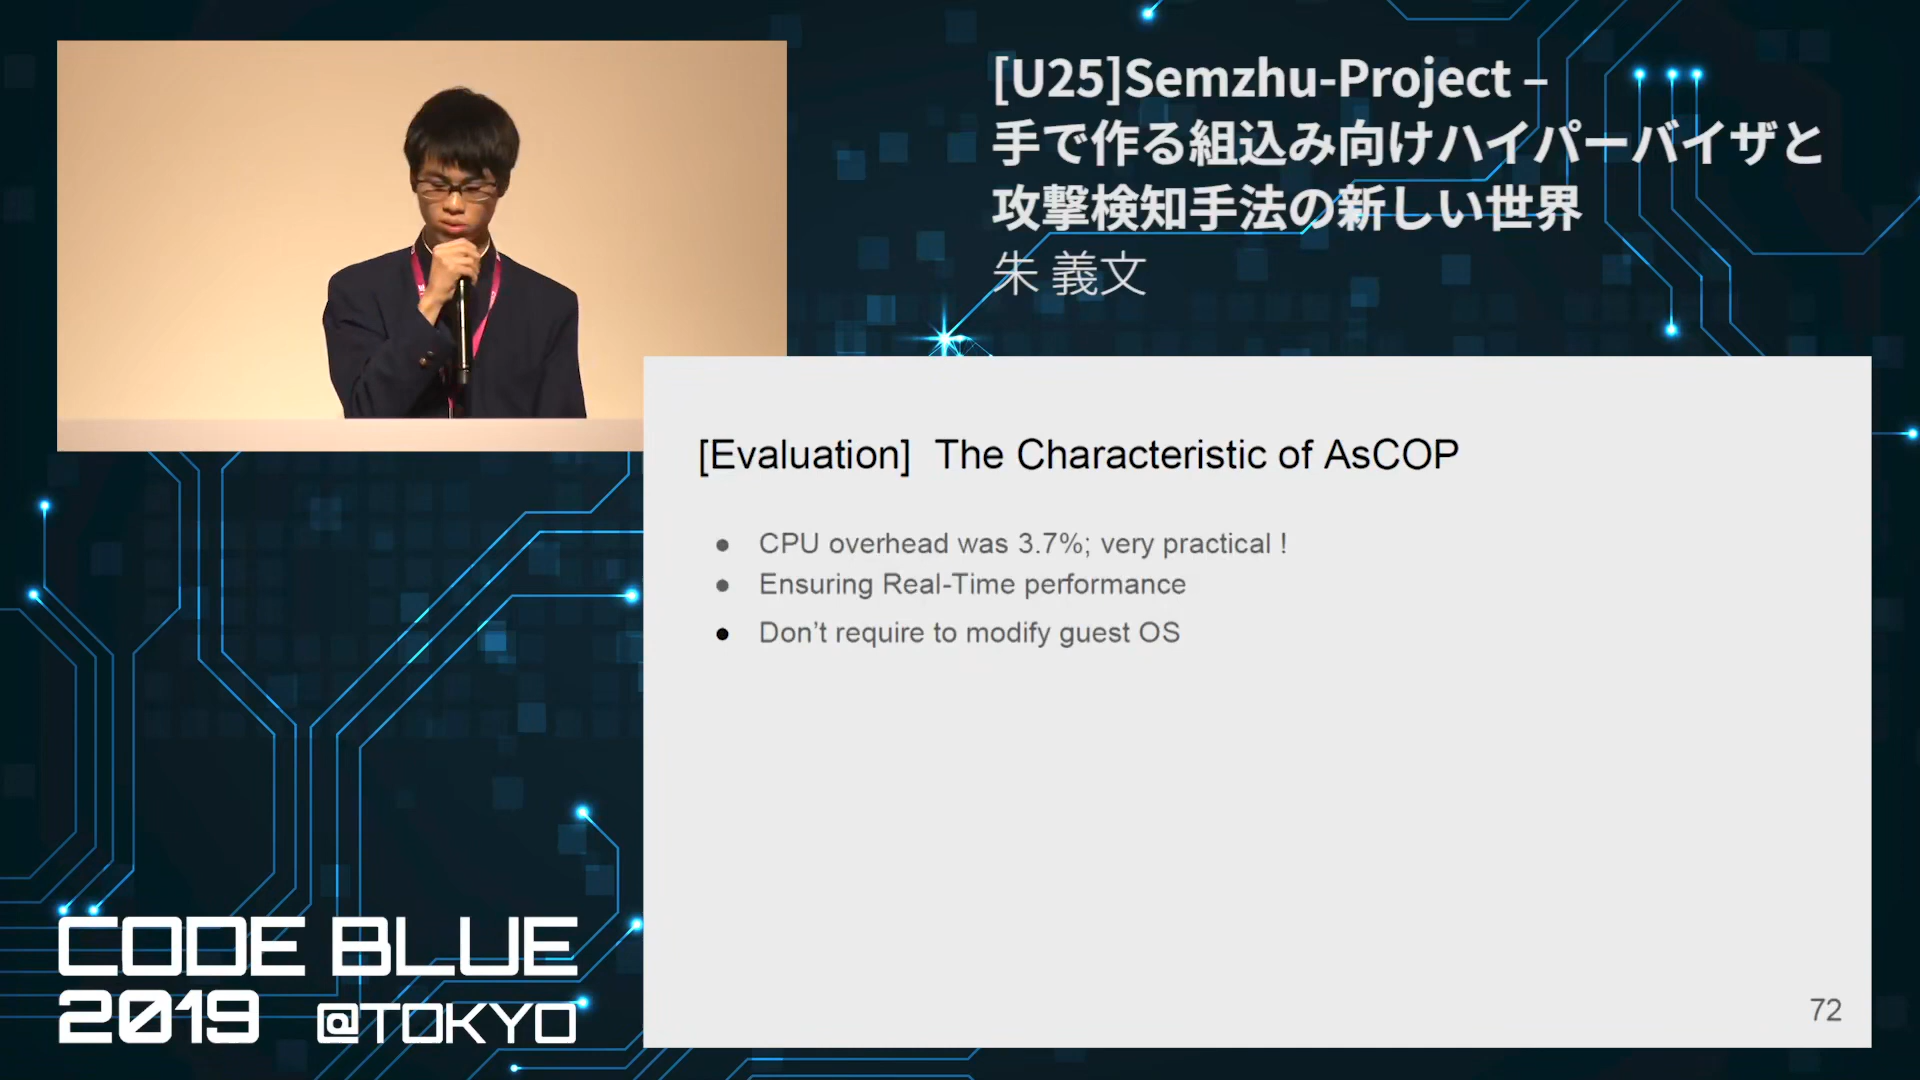 [U25]Semzhu-Project –
手で作る組込み向けハイパーバイザと
攻撃検知手法の新しい世界
朱 義文
[Evaluation] The Characteristic of AsCOP
● CPU overhead was 3.7%; very practical !
● Ensuring Real-Time performance
● Don’t require to modify guest OS
72
CODE BLUE
2019 @TOKYO